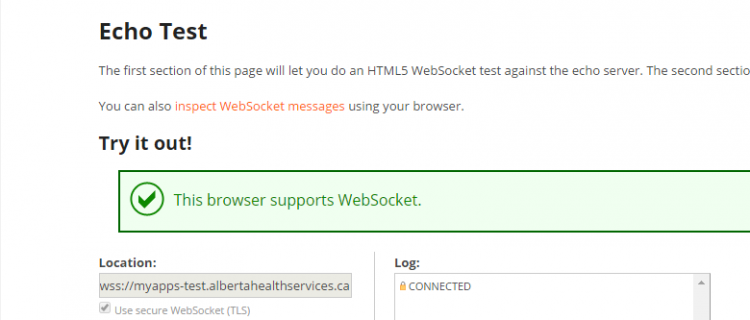 Echo Test
The first section of this page will let you do an HTML5 WebSocket test against the echo server. The second sectio
You can also inspect WebSocket messages using your browser.
Try it out!
This browser supports WebSocket.
Location:
wss://myapps-test.albertahealthservices.ca
Use secure WebSocket (TLS)
Log:
CONNECTED